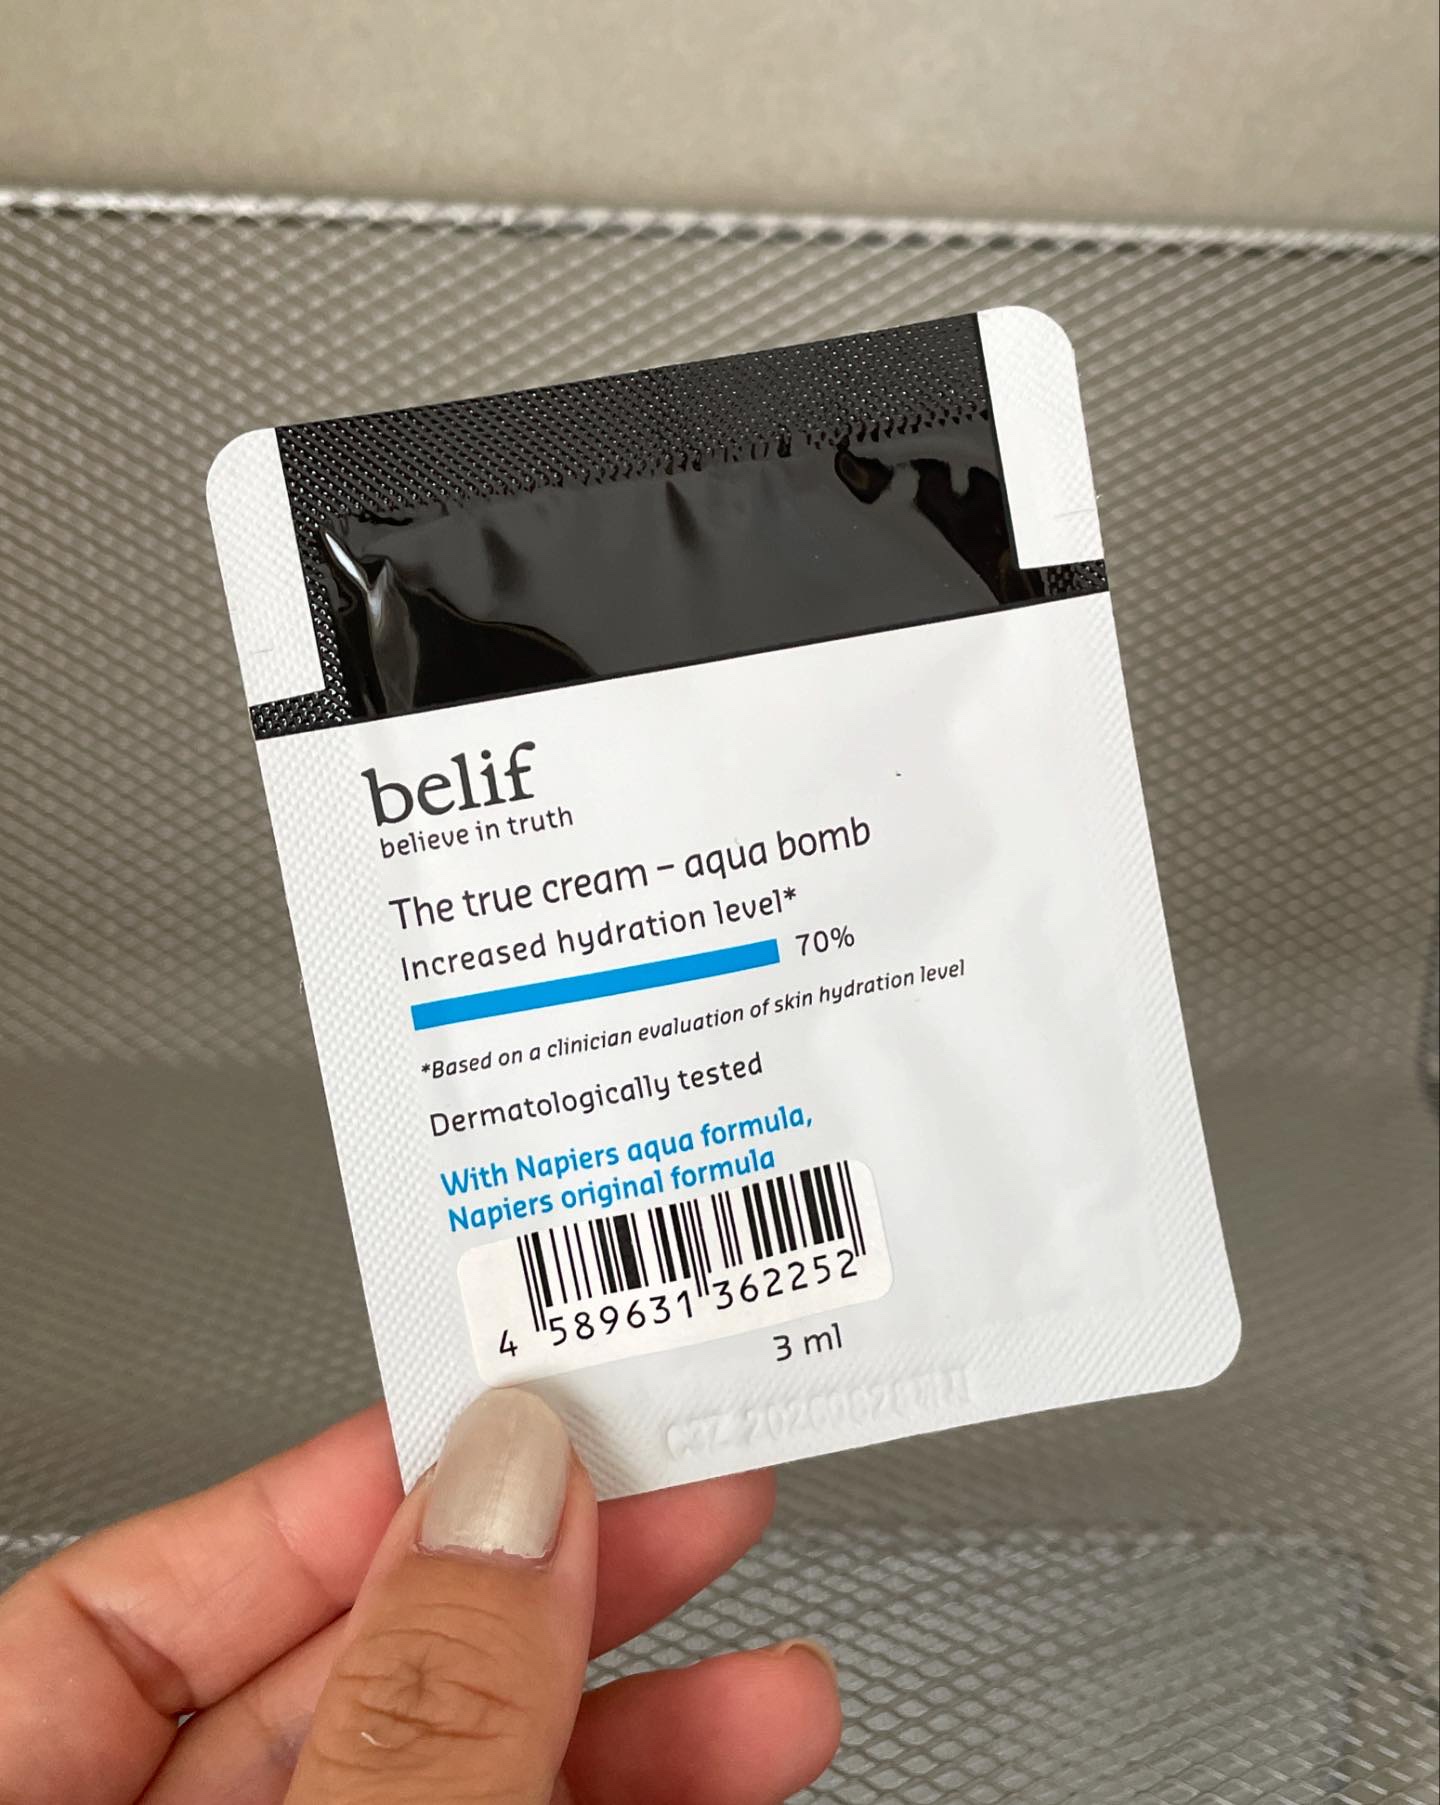 belif
believe in truth
The true cream – aqua bomb
Increased hydration level*
70%
*Based on a clinician evaluation of skin hydration level
Dermatologically tested
With Napiers aqua formula,
Napiers original formula
4 589631 362252
3 ml